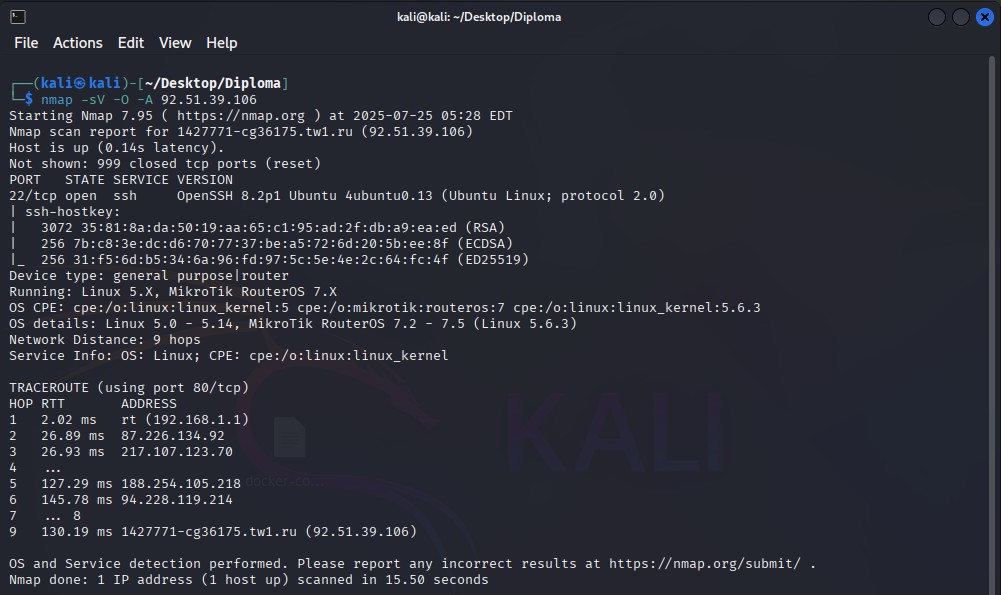 kali@kali: ~/Desktop/Diploma
File Actions Edit View Help
┌──(kali㉿kali)-[~/Desktop/Diploma]
└─$ nmap -sV -O -A 92.51.39.106
Starting Nmap 7.95 ( https://nmap.org ) at 2025-07-25 05:28 EDT
Nmap scan report for 1427771-cg36175.tw1.ru (92.51.39.106)
Host is up (0.14s latency).
Not shown: 999 closed tcp ports (reset)
PORT   STATE SERVICE VERSION
22/tcp open  ssh     OpenSSH 8.2p1 Ubuntu 4ubuntu0.13 (Ubuntu Linux; protocol 2.0)
| ssh-hostkey:
|   3072 35:81:8a:da:50:19:aa:65:c1:95:ad:2f:db:a9:ea:ed (RSA)
|   256 7b:c8:3e:dc:d6:70:77:37:be:a5:72:6d:20:5b:ee:8f (ECDSA)
|_  256 31:f5:6d:b5:34:6a:96:fd:97:5c:5e:4e:2c:64:fc:4f (ED25519)
Device type: general purpose|router
Running: Linux 5.X, MikroTik RouterOS 7.X
OS CPE: cpe:/o:linux:linux_kernel:5 cpe:/o:mikrotik:routeros:7 cpe:/o:linux:linux_kernel:5.6.3
OS details: Linux 5.0 - 5.14, MikroTik RouterOS 7.2 - 7.5 (Linux 5.6.3)
Network Distance: 9 hops
Service Info: OS: Linux; CPE: cpe:/o:linux:linux_kernel
TRACEROUTE (using port 80/tcp)
HOP RTT       ADDRESS
1   2.02 ms   rt (192.168.1.1)
2   26.89 ms  87.226.134.92
3   26.93 ms  217.107.123.70
4   ...
5   127.29 ms 188.254.105.218
docker-co...
6   145.78 ms 94.228.119.214
7   ... 8
9   130.19 ms 1427771-cg36175.tw1.ru (92.51.39.106)
KALI
OS and Service detection performed. Please report any incorrect results at https://nmap.org/submit/ .
Nmap done: 1 IP address (1 host up) scanned in 15.50 seconds